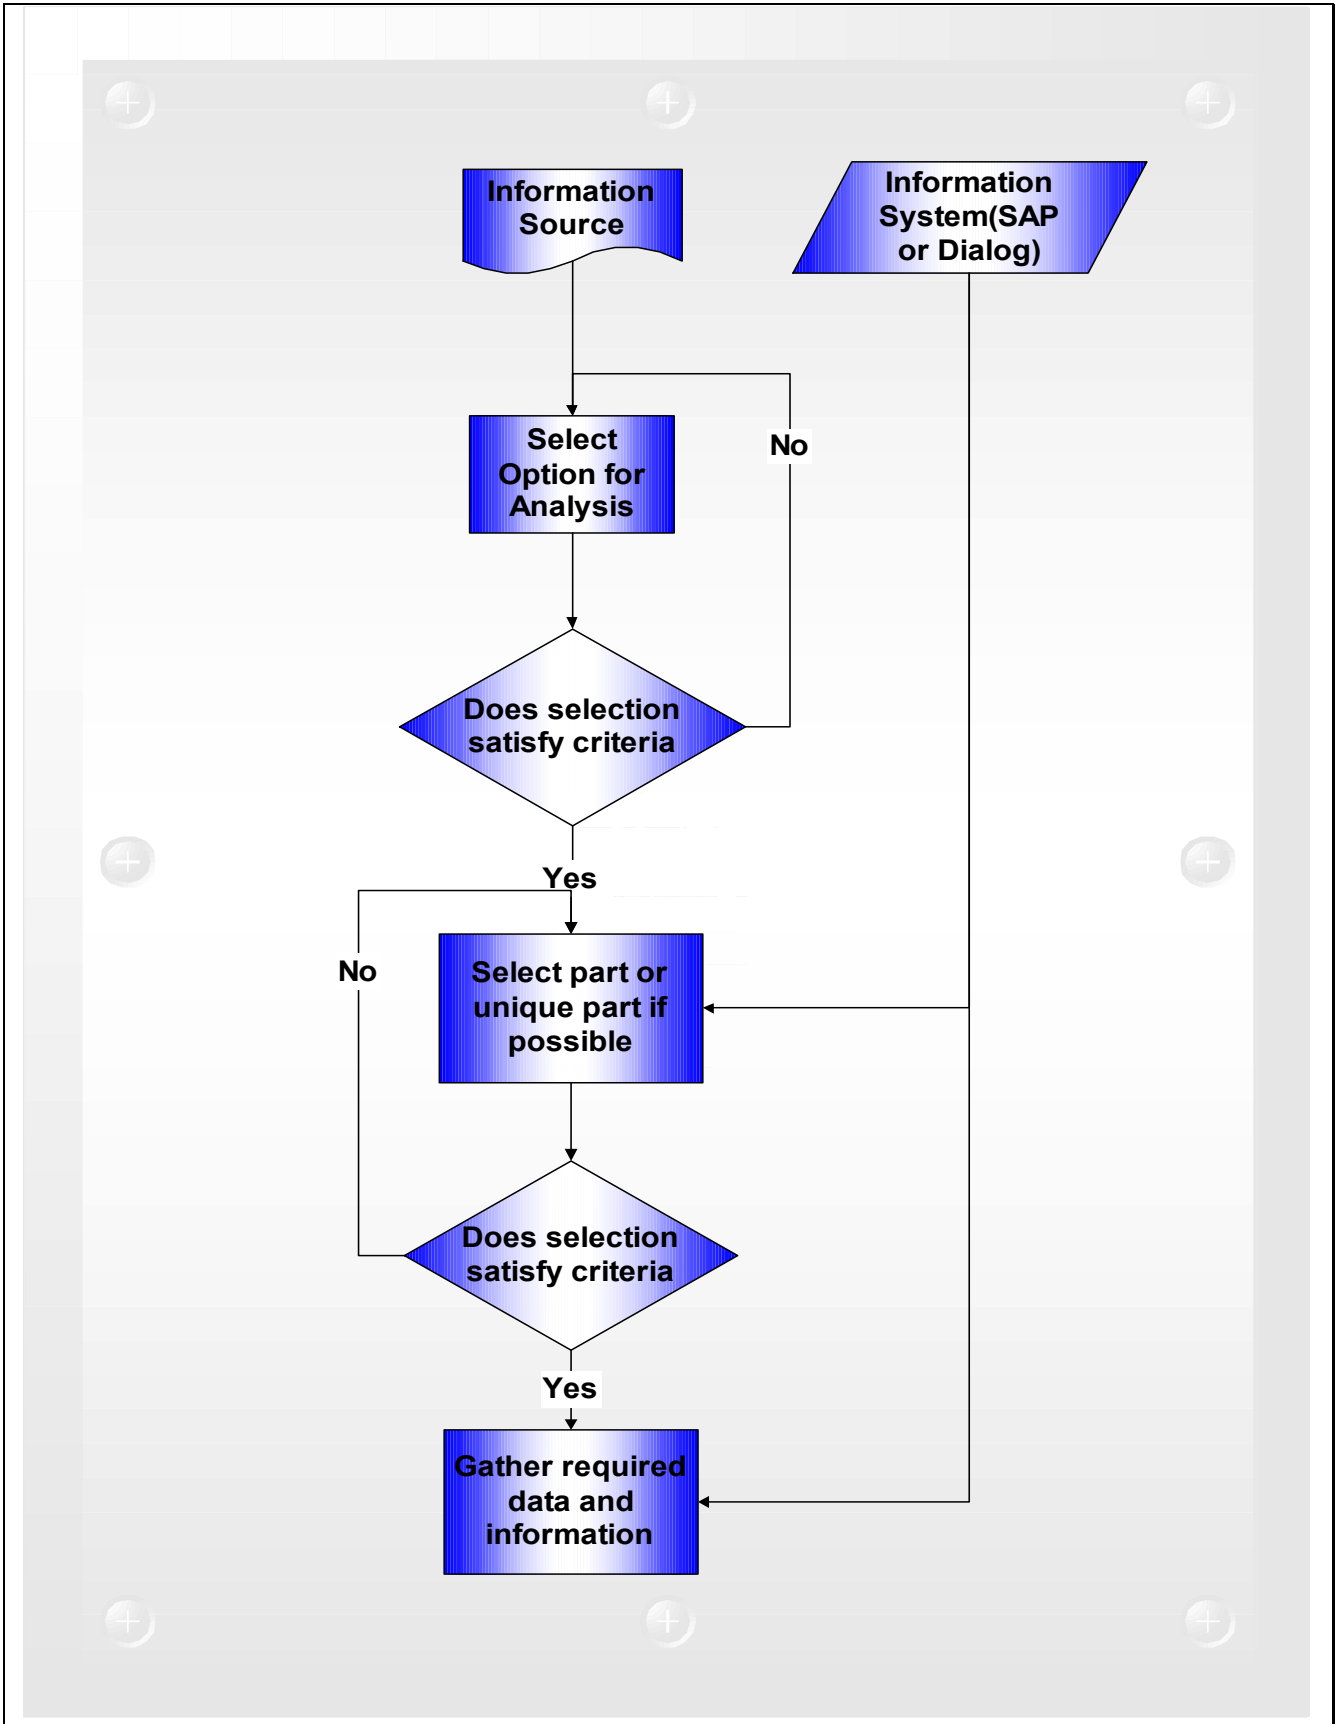 Information
Source
Information
System(SAP
or Dialog)
Select
Option for
Analysis
No
Does selection
satisfy criteria
Yes
No
Select part or
unique part if
possible
Does selection
satisfy criteria
Yes
Gather required
data and
information